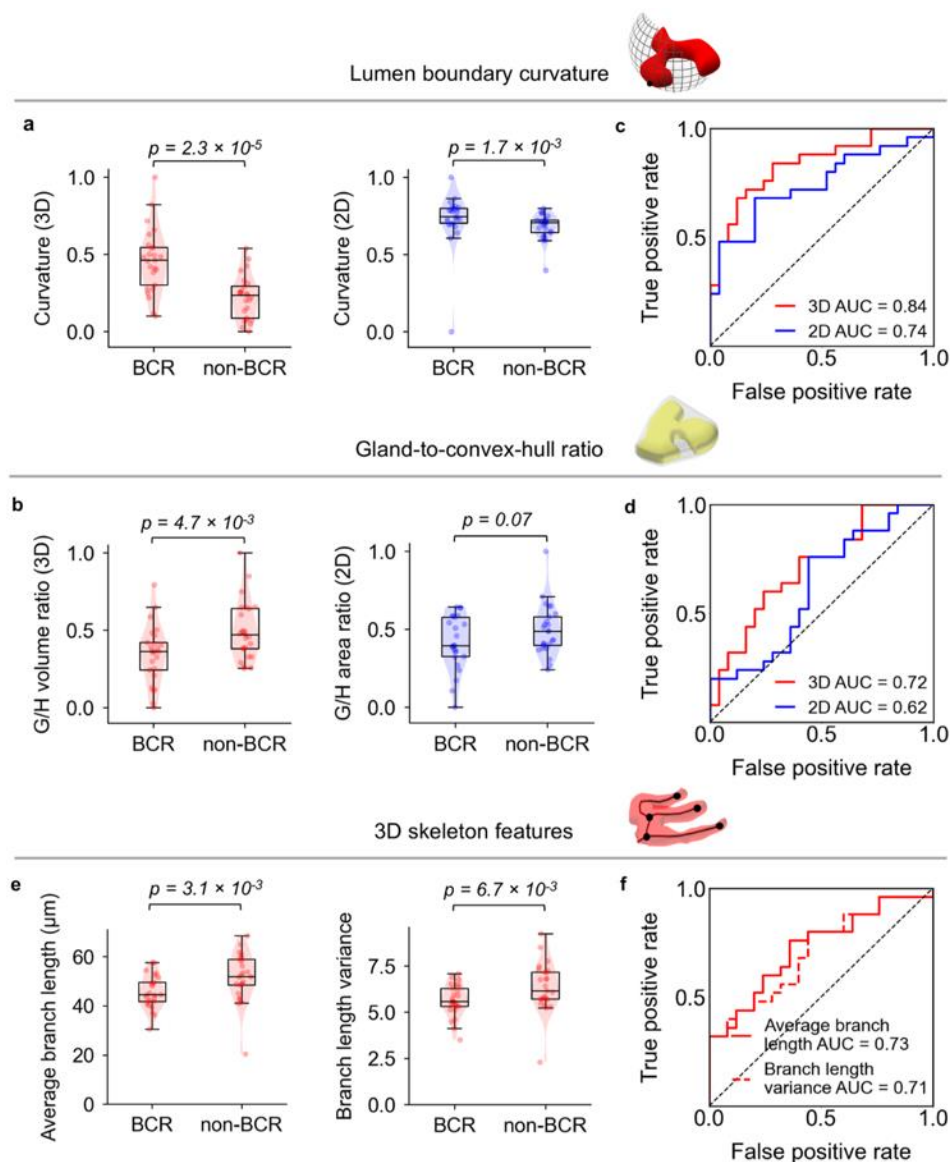 Lumen boundary curvature
a
p = 2.3 × 10-5
Curvature (3D)
1.0
0.5
0.0
BCR
non-BCR
p = 1.7 × 10-3
Curvature (2D)
1.0
0.5
0.0
BCR
non-BCR
c
True positive rate
1.0
0.5
3D AUC = 0.84
2D AUC = 0.74
0.0
0.5
1.0
False positive rate
Gland-to-convex-hull ratio
b
p = 4.7 × 10-3
G/H volume ratio (3D)
1.0
0.5
0.0
BCR
non-BCR
p = 0.07
G/H area ratio (2D)
1.0
0.5
0.0
BCR
non-BCR
d
True positive rate
1.0
0.5
3D AUC = 0.72
2D AUC = 0.62
0.0
0.5
1.0
False positive rate
3D skeleton features
e
p = 3.1 × 10-3
Average branch length (µm)
60
40
20
0
BCR
non-BCR
p = 6.7 × 10-3
Branch length variance
7.5
5.0
2.5
0.0
BCR
non-BCR
f
True positive rate
1.0
0.5
Average branch
length AUC = 0.73
Branch length
variance AUC = 0.71
0.0
0.5
1.0
False positive rate